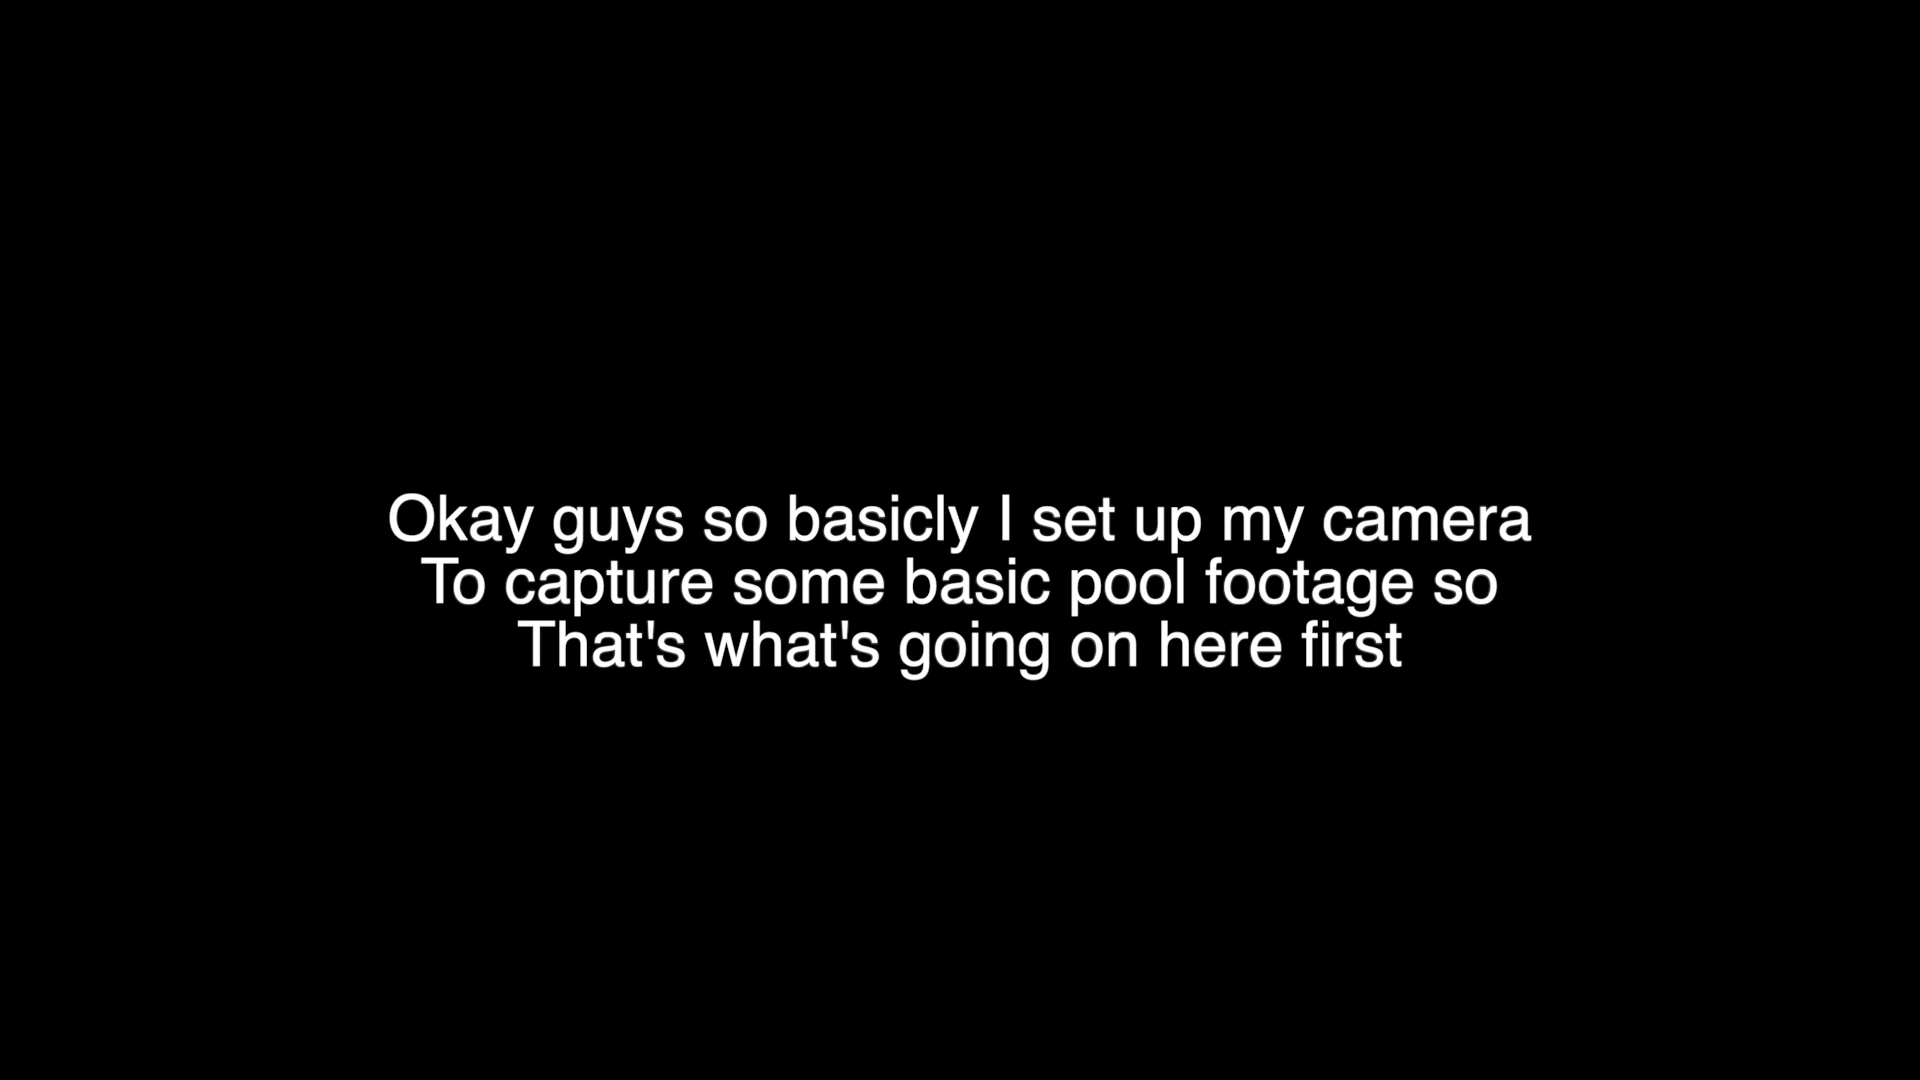 Okay guys so basicly I set up my camera
To capture some basic pool footage so
That's what's going on here first